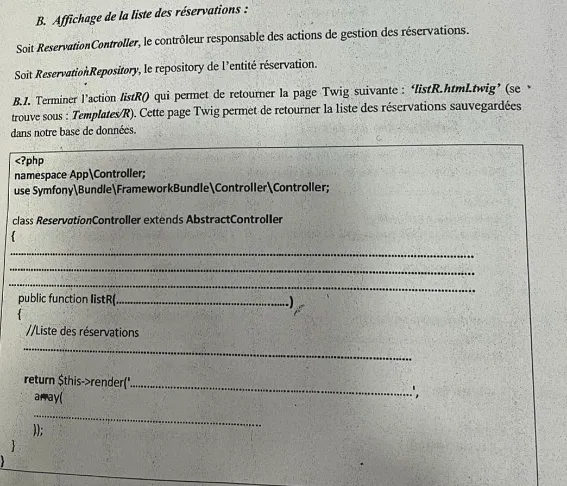 B. Affichage de la liste des réservations :
Soit ReservationController, le contrôleur responsable des actions de gestion des réservations.
Soit ReservationRepository, le repository de l'entité réservation.
B.1. Terminer l'action listR() qui permet de retourner la page Twig suivante : 'listR.html.twig' (se
trouve sous : Templates/R). Cette page Twig permet de retourner la liste des réservations sauvegardées
dans notre base de données.
<?php
namespace App\Controller;
use Symfony\Bundle\FrameworkBundle\Controller\Controller;
class ReservationController extends AbstractController
{
................................................................
................................................................
................................................................
public function listR(................................................)
{
//Liste des réservations
................................................................
return $this->render('................................................',
array(
................................................
));
}
}